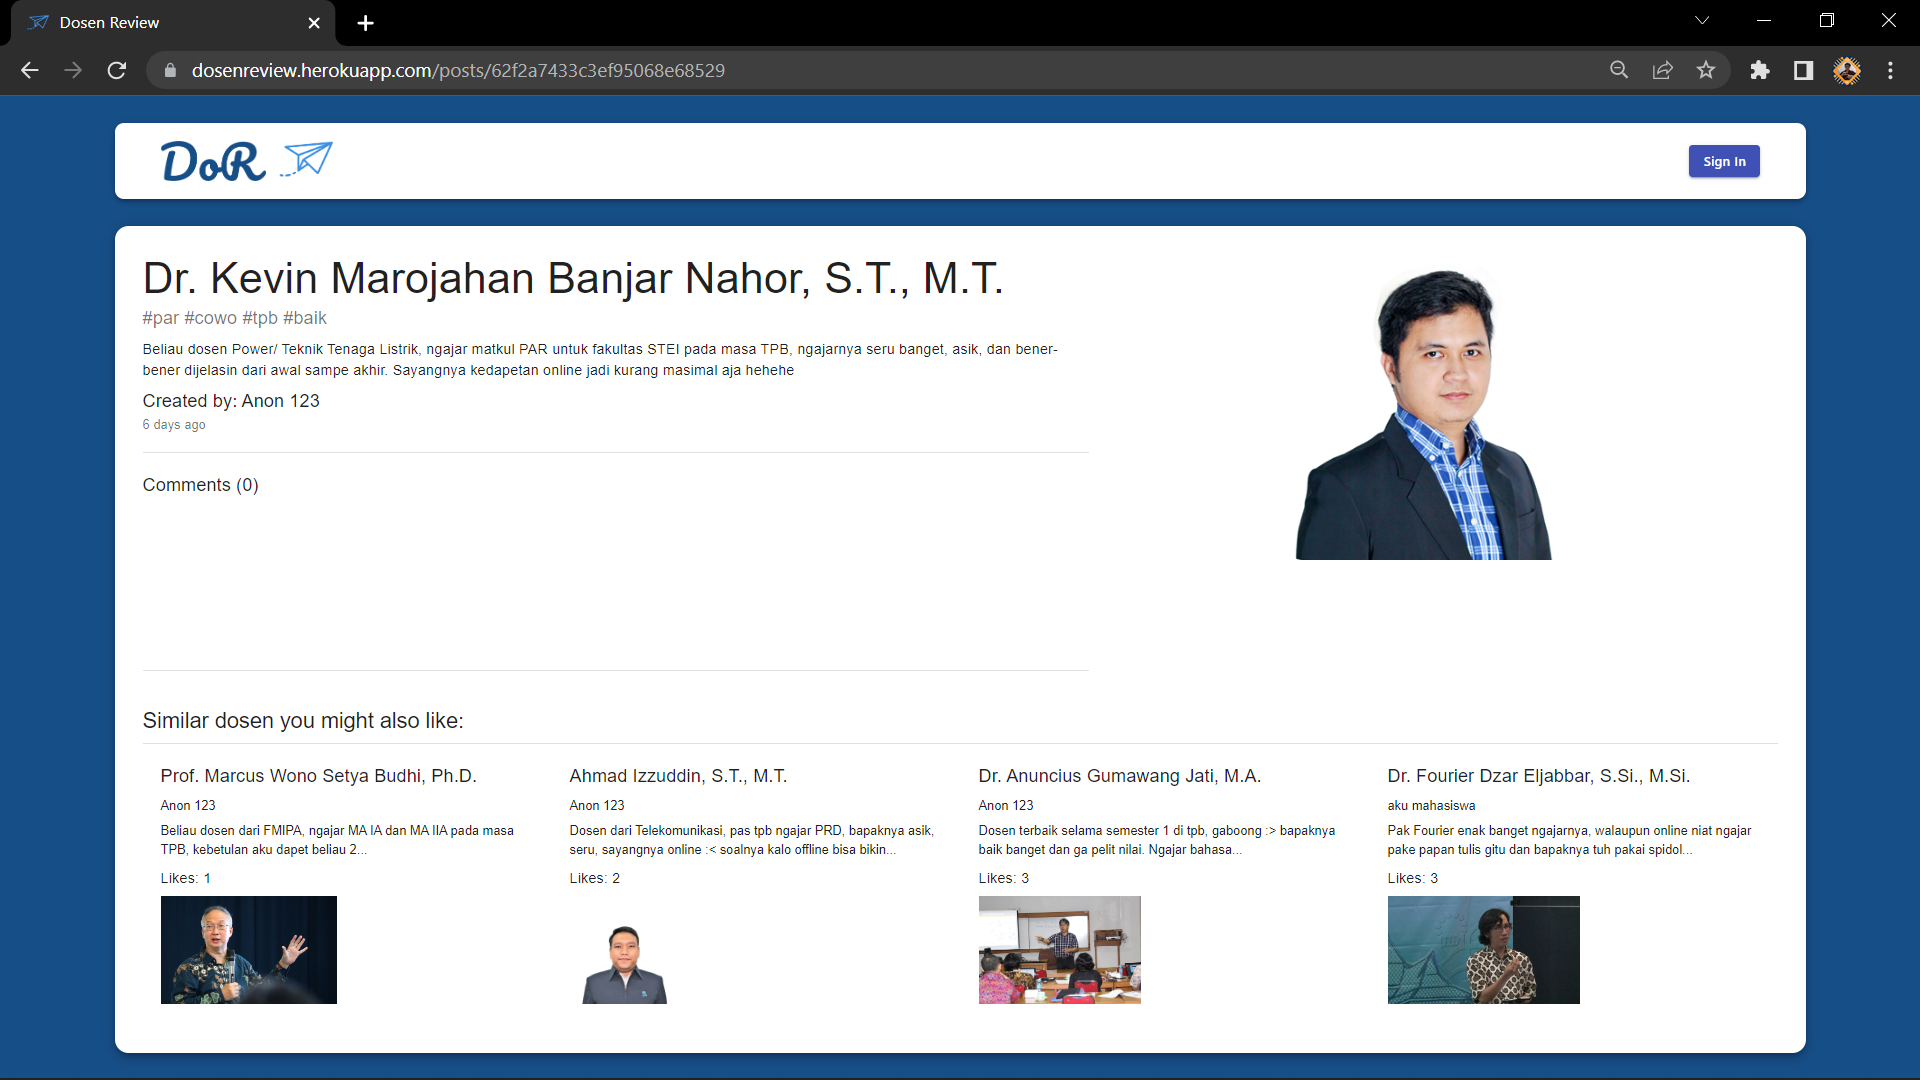 Dosen Review
dosenreview.herokuapp.com/posts/62f2a7433c3ef95068e68529
DoR
Sign In
Dr. Kevin Marojahan Banjar Nahor, S.T., M.T.
#par #cowo #tpb #baik
Beliau dosen Power/ Teknik Tenaga Listrik, ngajar matkul PAR untuk fakultas STEI pada masa TPB, ngajarnya seru banget, asik, dan bener-
bener dijelasin dari awal sampe akhir. Sayangnya kedapetan online jadi kurang masimal aja hehehe
Created by: Anon 123
6 days ago
Comments (0)
Similar dosen you might also like:
Prof. Marcus Wono Setya Budhi, Ph.D.
Anon 123
Beliau dosen dari FMIPA, ngajar MA IA dan MA IIA pada masa
TPB, kebetulan aku dapet beliau 2...
Likes: 1
Ahmad Izzuddin, S.T., M.T.
Anon 123
Dosen dari Telekomunikasi, pas tpb ngajar PRD, bapaknya asik,
seru, sayangnya online :< soalnya kalo offline bisa bikin...
Likes: 2
Dr. Anuncius Gumawang Jati, M.A.
Anon 123
Dosen terbaik selama semester 1 di tpb, gaboong :> bapaknya
baik banget dan ga pelit nilai. Ngajar bahasa...
Likes: 3
Dr. Fourier Dzar Eljabbar, S.Si., M.Si.
aku mahasiswa
Pak Fourier enak banget ngajarnya, walaupun online niat ngajar
pake papan tulis gitu dan bapaknya tuh pakai spidol...
Likes: 3